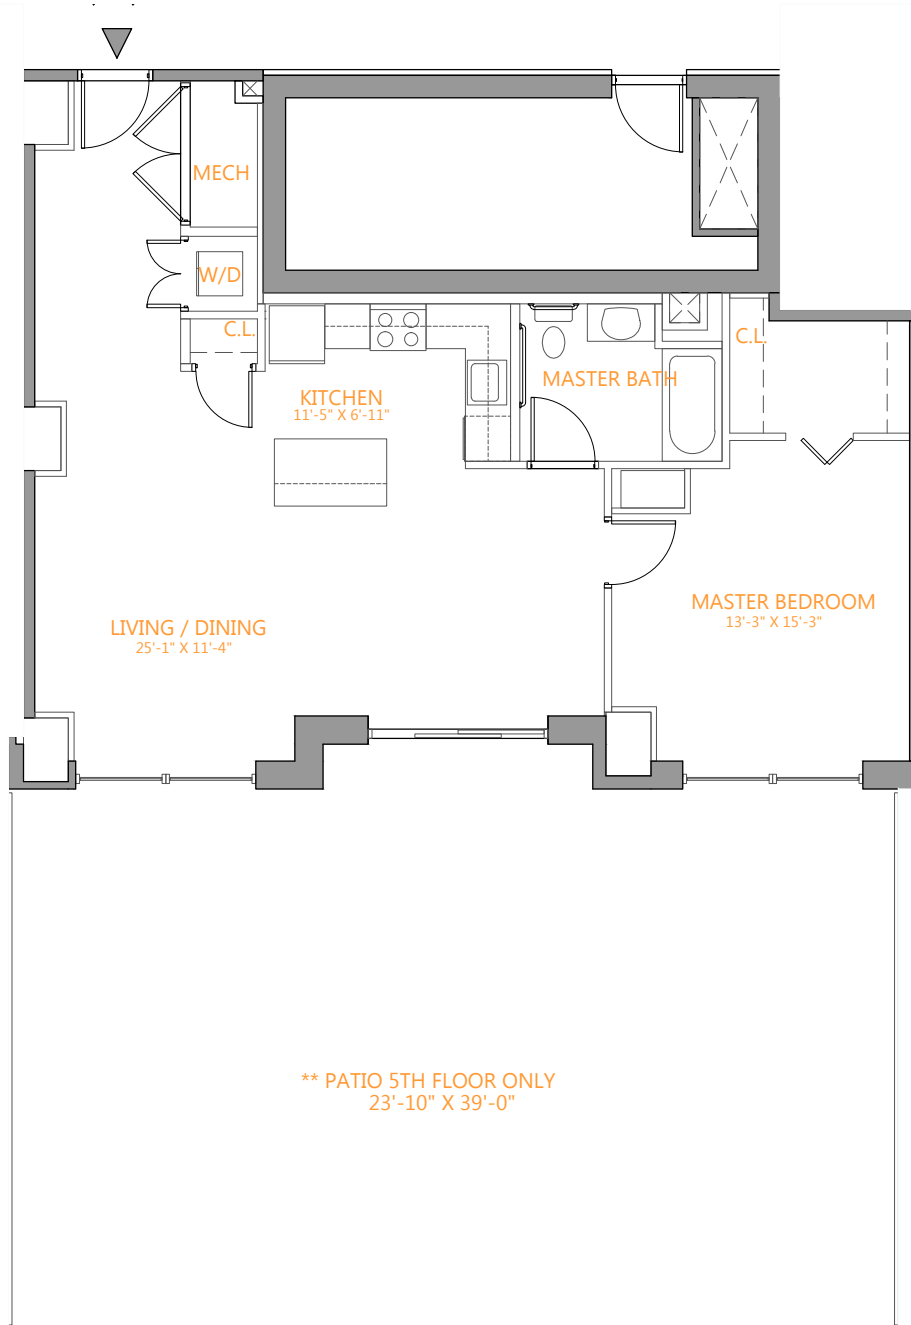 MECH
W/D
C.L.
C.L.
MASTER BATH
KITCHEN
11'-5" X 6'-11"
MASTER BEDROOM
13'-3" X 15'-3"
LIVING / DINING
25'-1" X 11'-4"
** PATIO 5TH FLOOR ONLY
23'-10" X 39'-0"